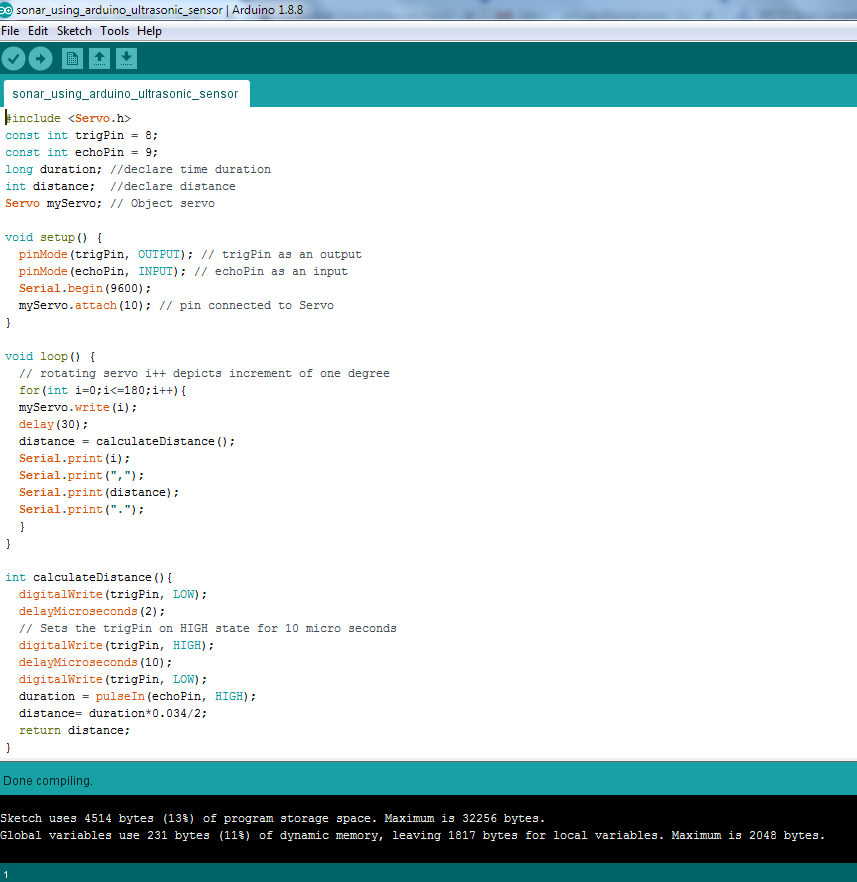 sonar_using_arduino_ultrasonic_sensor | Arduino 1.8.8
File Edit Sketch Tools Help
sonar_using_arduino_ultrasonic_sensor
#include <Servo.h>
const int trigPin = 8;
const int echoPin = 9;
long duration; //declare time duration
int distance;  //declare distance
Servo myServo; // Object servo

void setup() {
  pinMode(trigPin, OUTPUT); // trigPin as an output
  pinMode(echoPin, INPUT); // echoPin as an input
  Serial.begin(9600);
  myServo.attach(10); // pin connected to Servo
}

void loop() {
  // rotating servo i++ depicts increment of one degree
  for(int i=0;i<=180;i++){
  myServo.write(i);
  delay(30);
  distance = calculateDistance();
  Serial.print(i);
  Serial.print(",");
  Serial.print(distance);
  Serial.print(".");
  }
}

int calculateDistance(){
  digitalWrite(trigPin, LOW);
  delayMicroseconds(2);
  // Sets the trigPin on HIGH state for 10 micro seconds
  digitalWrite(trigPin, HIGH);
  delayMicroseconds(10);
  digitalWrite(trigPin, LOW);
  duration = pulseIn(echoPin, HIGH);
  distance= duration*0.034/2;
  return distance;
}
Done compiling.
Sketch uses 4514 bytes (13%) of program storage space. Maximum is 32256 bytes.
Global variables use 231 bytes (11%) of dynamic memory, leaving 1817 bytes for local variables. Maximum is 2048 bytes.
1